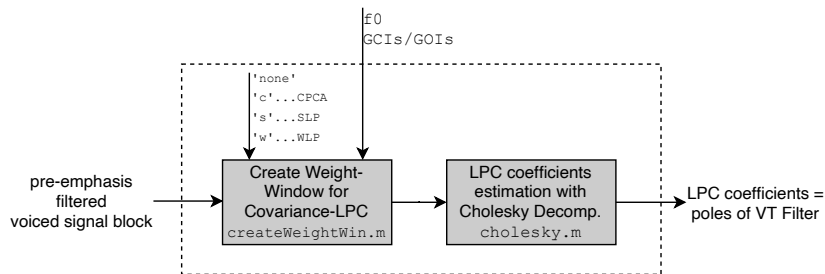 f0
GCIs/GOIs
'none'
'c'...CPCA
's'...SLP
'w'...WLP
pre-emphasis
filtered
voiced signal block
Create Weight-
Window for
Covariance-LPC
createWeightWin.m
LPC coefficients
estimation with
Cholesky Decomp.
cholesky.m
LPC coefficients =
poles of VT Filter